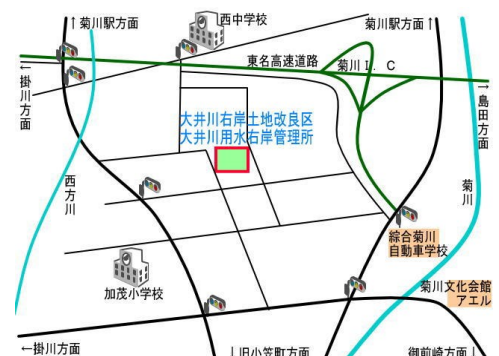 ↑菊川駅方面
西中学校
菊川駅方面↑
東名高速道路
菊川I.C
←掛川方面
→島田方面
大井川右岸土地改良区
大井川用水右岸管理所
西方川
菊川
綜合菊川
自動車学校
加茂小学校
菊川文化会館
アエル
←掛川方面
↓旧小笠町方面
御前崎方面↓